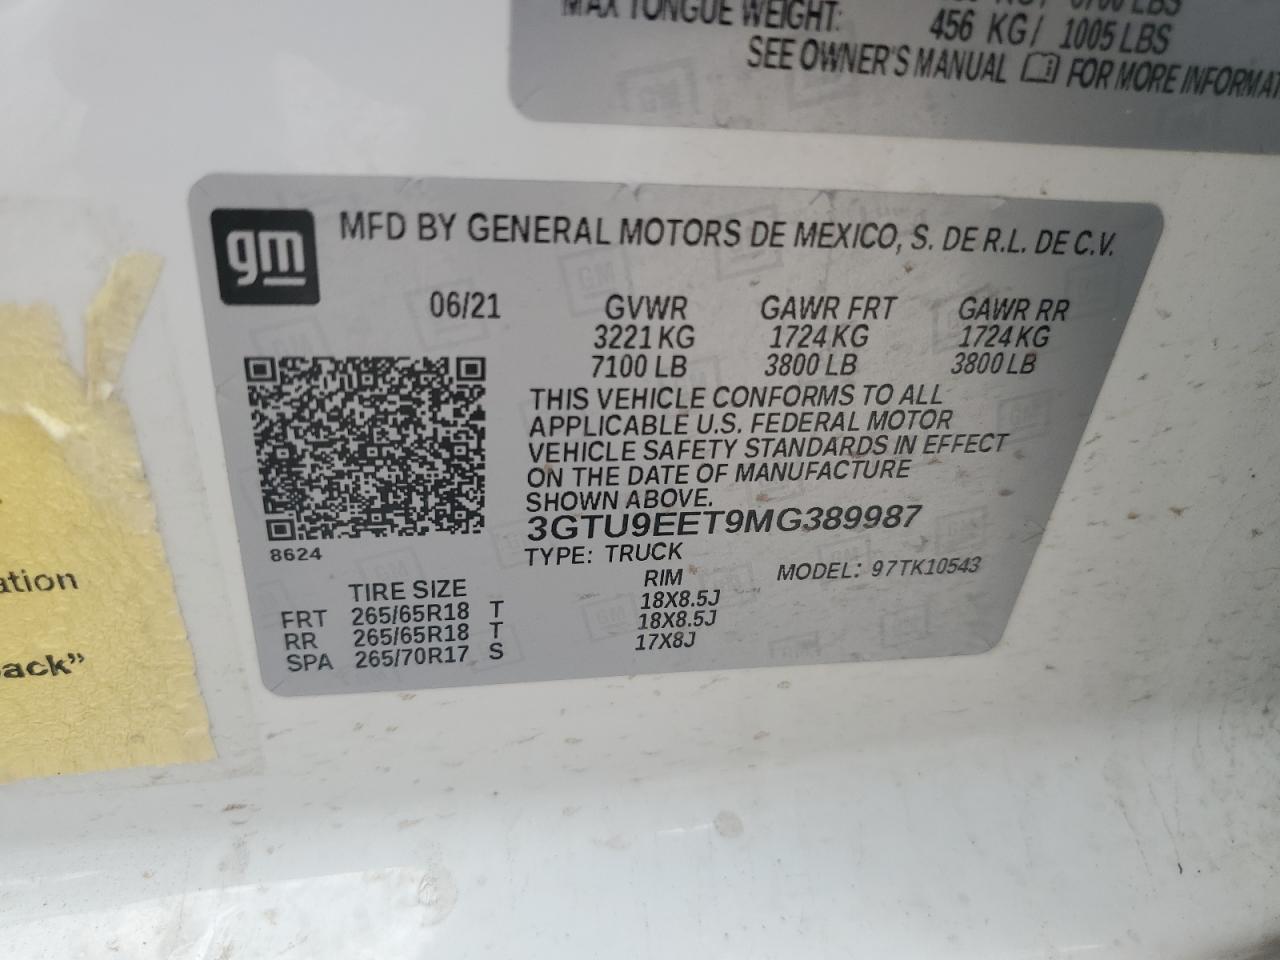 MAX TONGUE WEIGHT: 456 KG/ 1005 LBS
SEE OWNER'S MANUAL FOR MORE
gm
MFD BY GENERAL MOTORS DE MEXICO, S. DE R.L. DE C.V.
06/21 GVWR GAWR FRT GAWR RR
3221 KG 1724 KG 1724 KG
7100 LB 3800 LB 3800 LB
THIS VEHICLE CONFORMS TO ALL
APPLICABLE U.S. FEDERAL MOTOR
VEHICLE SAFETY STANDARDS IN EFFECT
ON THE DATE OF MANUFACTURE
SHOWN ABOVE.
3GTU9EET9MG389987
8624
TYPE: TRUCK
MODEL: 97TK10543
TIRE SIZE RIM
FRT 265/65R18 T 18X8.5J
RR 265/65R18 T 18X8.5J
SPA 265/70R17 S 17X8J
ation
ack"